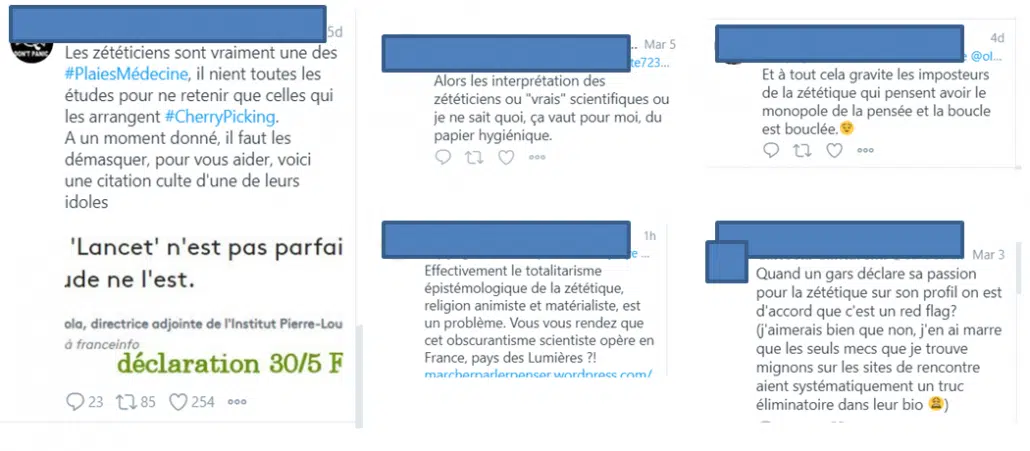 5d
DON'T PANIC
Les zététiciens sont vraiment une des
#PlaiesMédecine, il nient toutes les
études pour ne retenir que celles qui
les arrangent #CherryPicking.
A un moment donné, il faut les
démasquer, pour vous aider, voici
une citation culte d'une de leurs
idoles
'Lancet' n'est pas parfai
ude ne l'est.
ola, directrice adjointe de l'Institut Pierre-Lou
à franceinfo
déclaration 30/5 F
23 85 254
... Mar 5
te723...
Alors les interprétation des
zététiciens ou "vrais" scientifiques ou
je ne sait quoi, ça vaut pour moi, du
papier hygiénique.
4d
@ol...
Et à tout cela gravite les imposteurs
de la zététique qui pensent avoir le
monopole de la pensée et la boucle
est bouclée.😌
1h
Effectivement le totalitarisme
épistémologique de la zététique,
religion animiste et matérialiste, est
un problème. Vous vous rendez que
cet obscurantisme scientiste opère en
France, pays des Lumières ?!
marcherparlerpenser.wordpress.com/
Mar 3
Quand un gars déclare sa passion
pour la zététique sur son profil on est
d'accord que c'est un red flag?
(j'aimerais bien que non, j'en ai marre
que les seuls mecs que je trouve
mignons sur les sites de rencontre
aient systématiquement un truc
éliminatoire dans leur bio 😩)